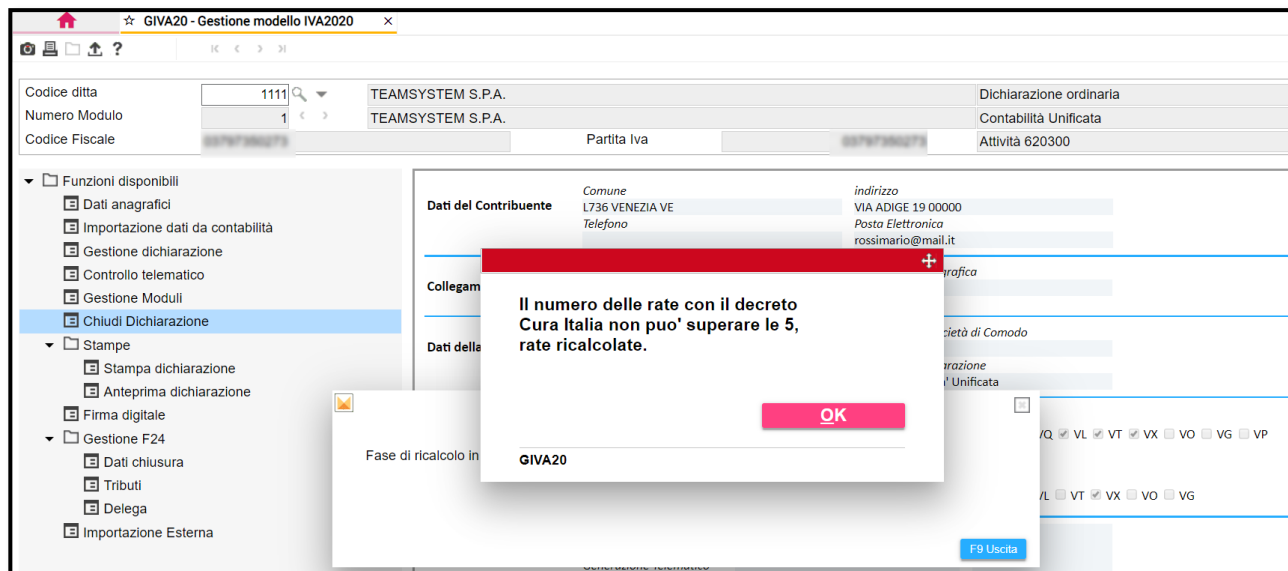 GIVA20 - Gestione modello IVA2020
Codice ditta 1111 TEAMSYSTEM S.P.A. Dichiarazione ordinaria
Numero Modulo 1 TEAMSYSTEM S.P.A. Contabilità Unificata
Codice Fiscale Partita Iva Attività 620300
Funzioni disponibili
Dati anagrafici
Importazione dati da contabilità
Gestione dichiarazione
Controllo telematico
Gestione Moduli
Chiudi Dichiarazione
Stampe
Stampa dichiarazione
Anteprima dichiarazione
Firma digitale
Gestione F24
Dati chiusura
Tributi
Delega
Importazione Esterna
Comune indirizzo
Dati del Contribuente L736 VENEZIA VE VIA ADIGE 19 00000
Telefono Posta Elettronica
rossimario@mail.it
Collegam
Dati della
Unificata
VL VT VX VO VG VP
VT VX VO VG
Il numero delle rate con il decreto
Cura Italia non puo' superare le 5,
rate ricalcolate.
OK
GIVA20
Fase di ricalcolo in
F9 Uscita